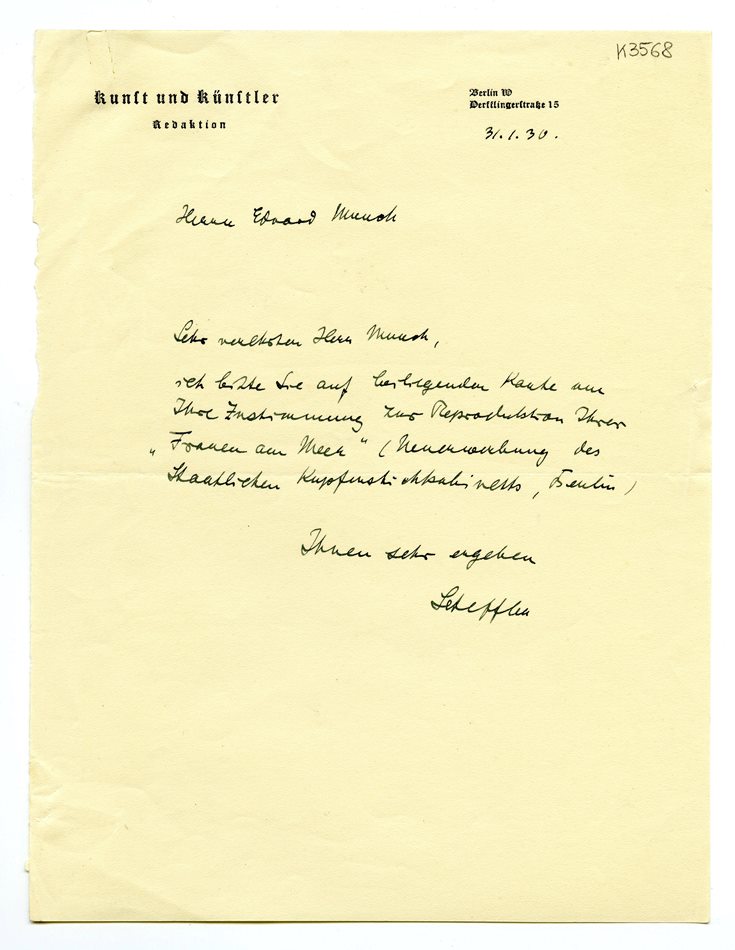 K3568
Kunst und Künstler
Redaktion
Berlin W
Derfflingerstraße 15
31.1.30.
Herrn Edvard Munch
Sehr verehrter Herr Munch,
ich bitte Sie auf beiliegender Karte um
Ihre Zustimmung zur Reproduktion Ihrer
„Frauen am Meer" (Neuerwerbung des
Staatlichen Kupferstichkabinetts, Berlin)
Ihnen sehr ergeben
Scheffler